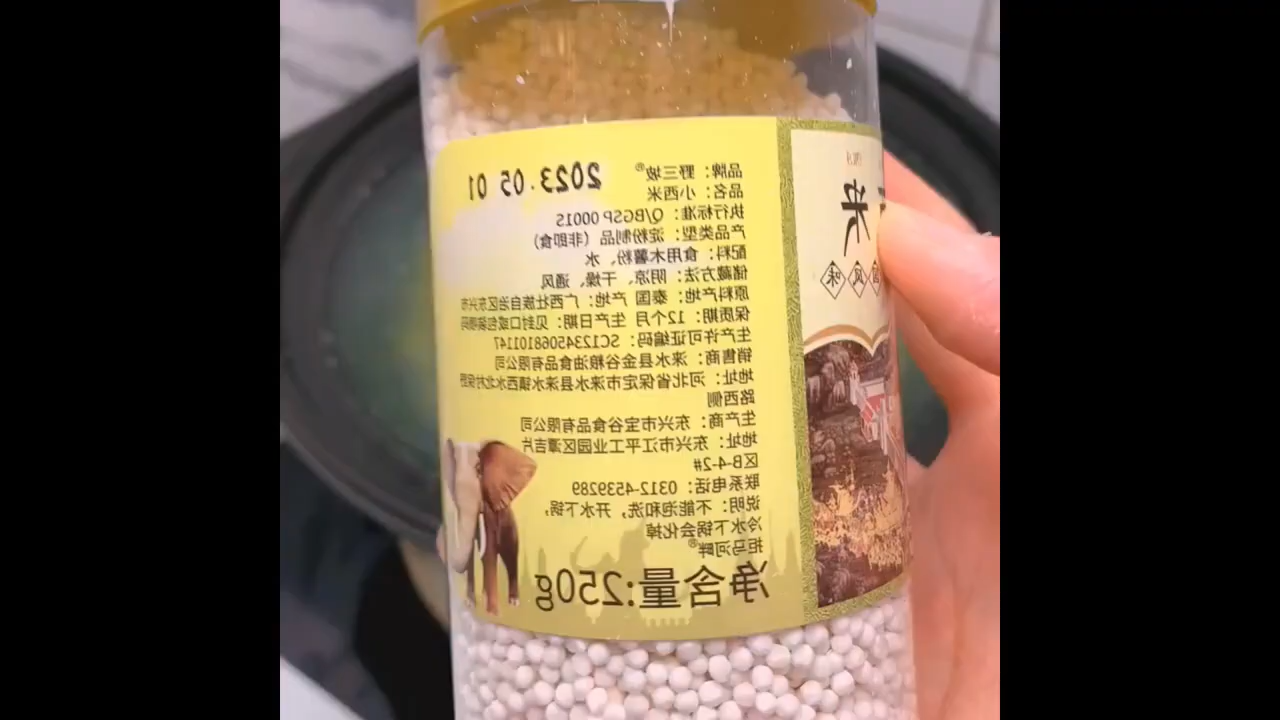 2023.05 01
品牌：野三坡®
品名：小西米
执行标准：Q/BGSP 0001S
产品类型：淀粉制品（非即食）
配料：食用木薯粉、水
储藏方法：阴凉、干燥、通风
原料产地：泰国 产地：广西壮族自治区东兴市
保质期：12个月 生产日期：见封口或包装喷码
生产许可证编码：SC12345068101147
销售商：涞水县金谷粮油食品有限公司
地址：河北省保定市涞水县涞水镇西水北村保野
路西侧
生产商：东兴市宝谷食品有限公司
地址：东兴市江平工业园区潭吉片
区B-4-2#
联系电话：0312-4539289
说明：不能泡和洗，开水下锅，
冷水下锅会化掉
拒马河畔®
净含量:250g
米
风味